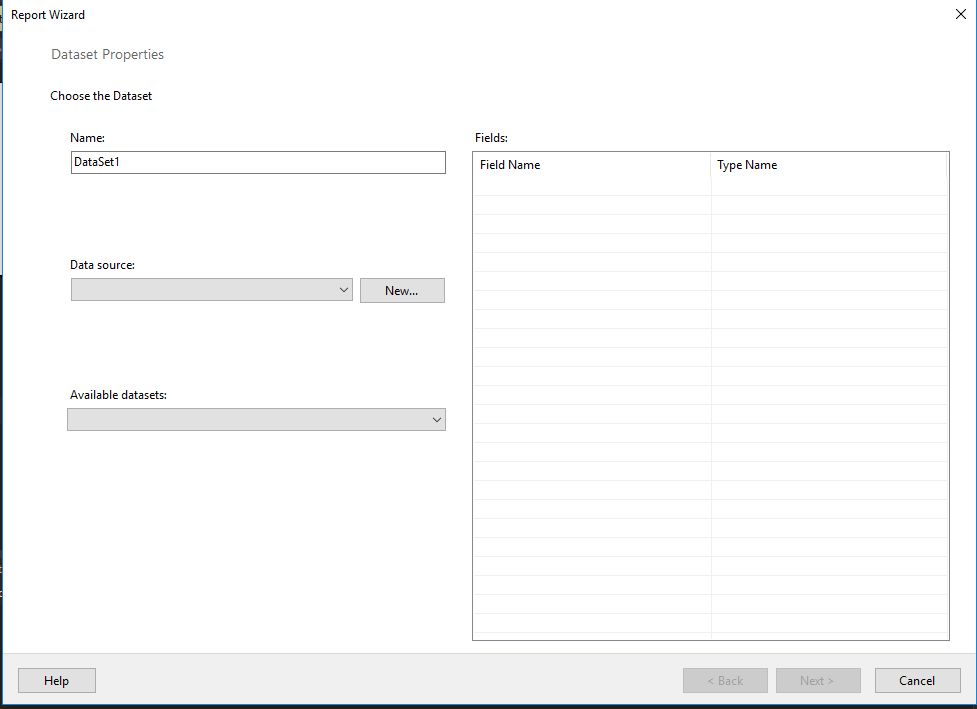 Report Wizard
Dataset Properties
Choose the Dataset
Name:
DataSet1
Data source:
New...
Available datasets:
Fields:
Field Name Type Name
Help
< Back
Next >
Cancel